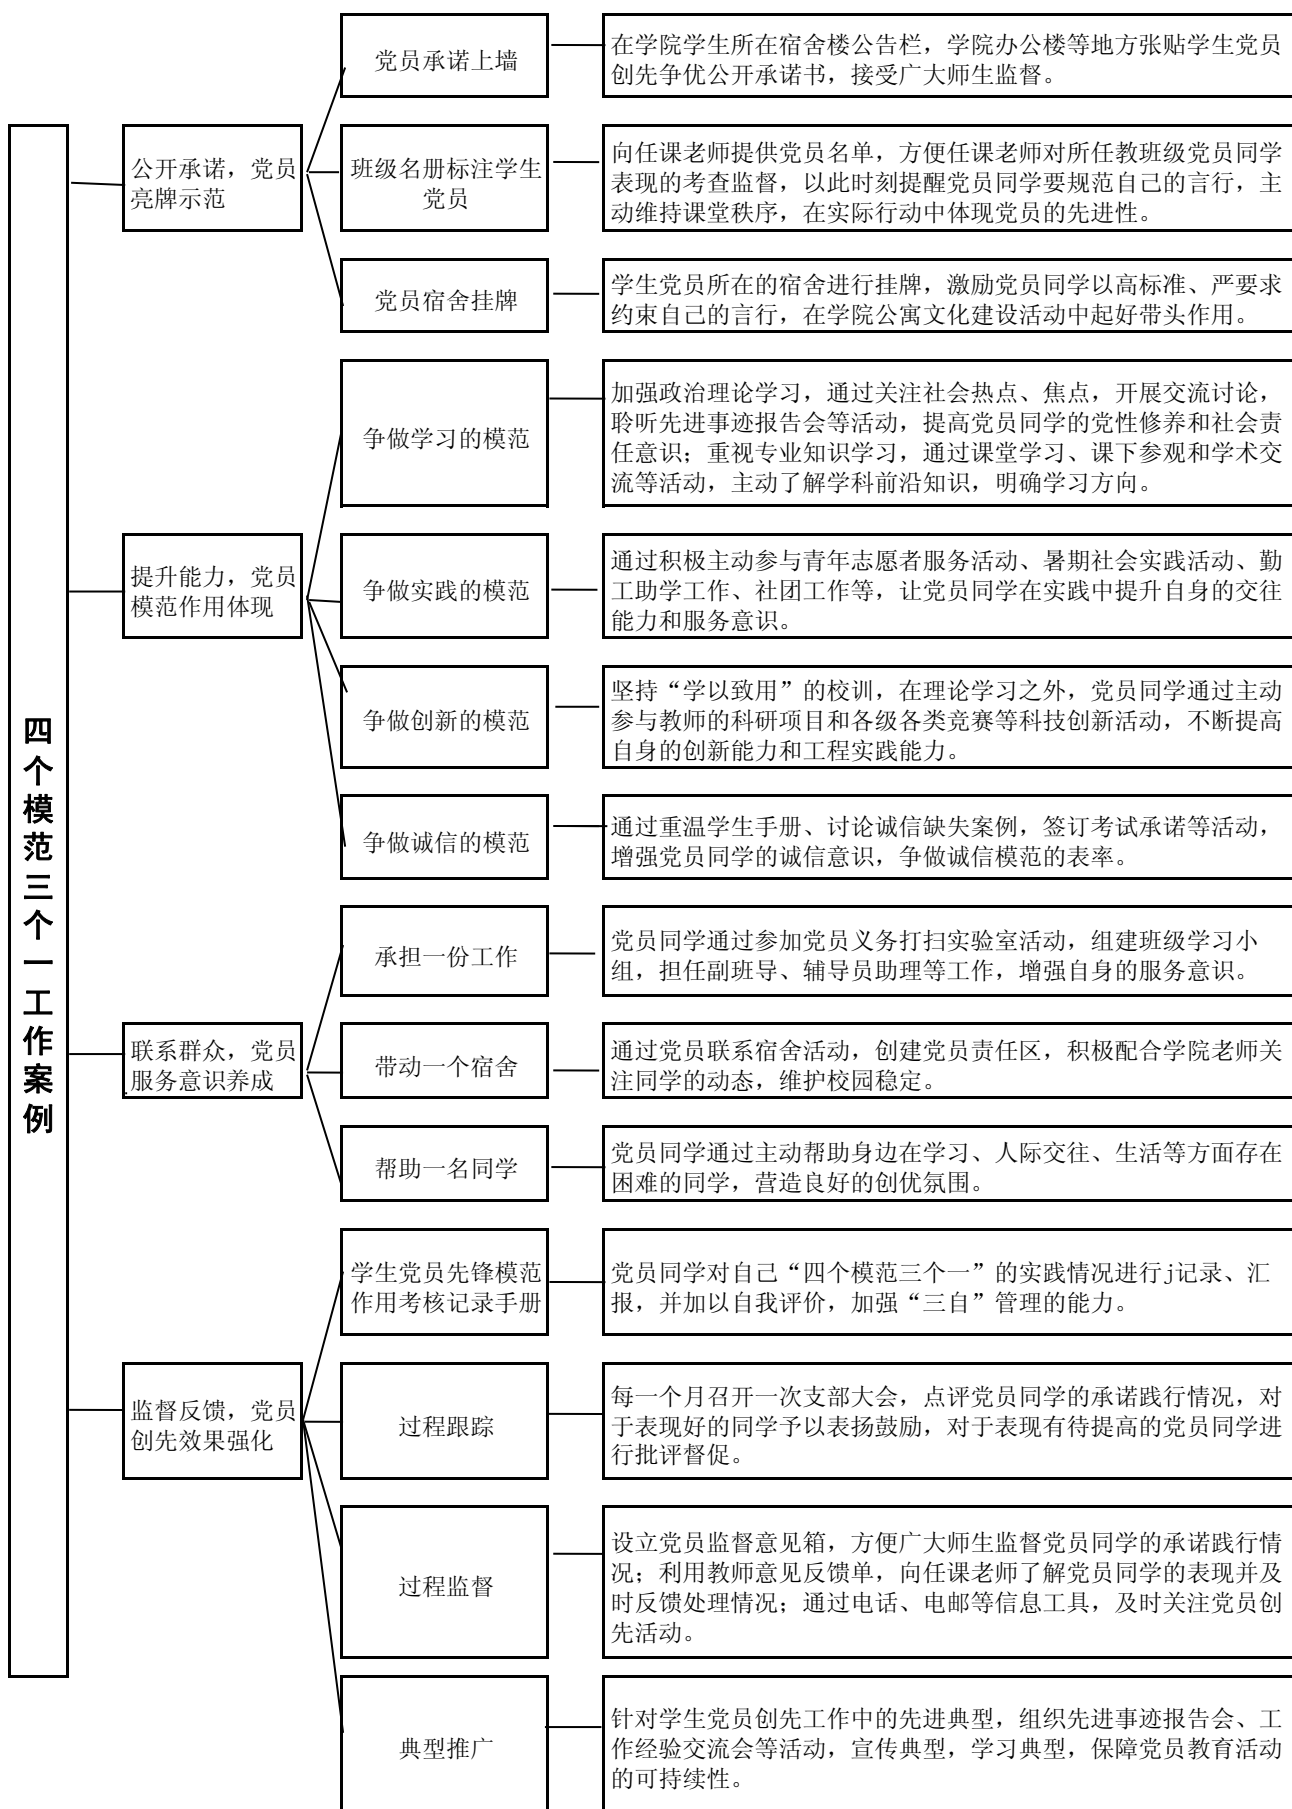 四个模范三个一工作案例
公开承诺，党员
亮牌示范
党员承诺上墙
在学院学生所在宿舍楼公告栏，学院办公楼等地方张贴学生党员
创先争优公开承诺书，接受广大师生监督。
班级名册标注学生
党员
向任课老师提供党员名单，方便任课老师对所任教班级党员同学
表现的考查监督，以此时刻提醒党员同学要规范自己的言行，主
动维持课堂秩序，在实际行动中体现党员的先进性。
党员宿舍挂牌
学生党员所在的宿舍进行挂牌，激励党员同学以高标准、严要求
约束自己的言行，在学院公寓文化建设活动中起好带头作用。
提升能力，党员
模范作用体现
争做学习的模范
加强政治理论学习，通过关注社会热点、焦点，开展交流讨论，
聆听先进事迹报告会等活动，提高党员同学的党性修养和社会责
任意识；重视专业知识学习，通过课堂学习、课下参观和学术交
流等活动，主动了解学科前沿知识，明确学习方向。
争做实践的模范
通过积极主动参与青年志愿者服务活动、暑期社会实践活动、勤
工助学工作、社团工作等，让党员同学在实践中提升自身的交往
能力和服务意识。
争做创新的模范
坚持“学以致用”的校训，在理论学习之外，党员同学通过主动
参与教师的科研项目和各级各类竞赛等科技创新活动，不断提高
自身的创新能力和工程实践能力。
争做诚信的模范
通过重温学生手册、讨论诚信缺失案例，签订考试承诺等活动，
增强党员同学的诚信意识，争做诚信模范的表率。
联系群众，党员
服务意识养成
承担一份工作
党员同学通过参加党员义务打扫实验室活动，组建班级学习小
组，担任副班导、辅导员助理等工作，增强自身的服务意识。
带动一个宿舍
通过党员联系宿舍活动，创建党员责任区，积极配合学院老师关
注同学的动态，维护校园稳定。
帮助一名同学
党员同学通过主动帮助身边在学习、人际交往、生活等方面存在
困难的同学，营造良好的创优氛围。
监督反馈，党员
创先效果强化
学生党员先锋模范
作用考核记录手册
党员同学对自己“四个模范三个一”的实践情况进行j记录、汇
报，并加以自我评价，加强“三自”管理的能力。
过程跟踪
每一个月召开一次支部大会，点评党员同学的承诺践行情况，对
于表现好的同学予以表扬鼓励，对于表现有待提高的党员同学进
行批评督促。
过程监督
设立党员监督意见箱，方便广大师生监督党员同学的承诺践行情
况；利用教师意见反馈单，向任课老师了解党员同学的表现并及
时反馈处理情况；通过电话、电邮等信息工具，及时关注党员创
先活动。
典型推广
针对学生党员创先工作中的先进典型，组织先进事迹报告会、工
作经验交流会等活动，宣传典型，学习典型，保障党员教育活动
的可持续性。